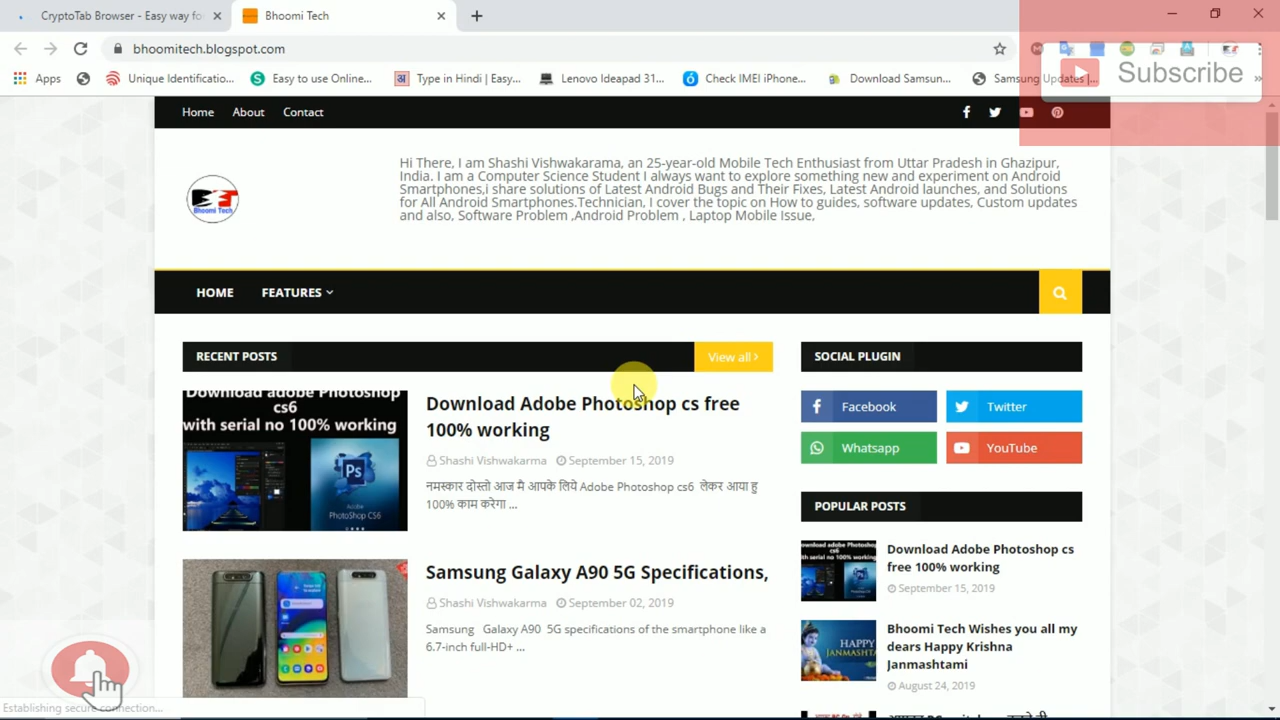 CryptoTab Browser - Easy way for
Bhoomi Tech
bhoomitech.blogspot.com
Apps
Unique Identificatio...
Easy to use Online...
Type in Hindi | Easy...
Lenovo Ideapad 31...
Check IMEI iPhone...
Download Samsun...
Samsung Updates |...
Subscribe
Home
About
Contact
Bhoomi Tech
Hi There, I am Shashi Vishwakarama, an 25-year-old Mobile Tech Enthusiast from Uttar Pradesh in Ghazipur,
India. I am a Computer Science Student I always want to explore something new and experiment on Android
Smartphones,i share solutions of Latest Android Bugs and Their Fixes, Latest Android launches, and Solutions
for All Android Smartphones.Technician, I cover the topic on How to guides, software updates, Custom updates
and also, Software Problem ,Android Problem , Laptop Mobile Issue,
HOME
FEATURES
RECENT POSTS
View all
Download adobe Photoshop
cs6
with serial no 100% working
Ps
Adobe
PhotoShop CS6
Download Adobe Photoshop cs free
100% working
Shashi Vishwakarma
September 15, 2019
नमस्कार दोस्तो आज मै आपके लिये Adobe Photoshop cs6 लेकर आया हु
100% काम करेगा ...
Samsung Galaxy A90 5G Specifications,
Shashi Vishwakarma
September 02, 2019
Samsung Galaxy A90 5G specifications of the smartphone like a
6.7-inch full-HD+ ...
SOCIAL PLUGIN
Facebook
Twitter
Whatsapp
YouTube
POPULAR POSTS
Download Adobe Photoshop cs
free 100% working
September 15, 2019
HAPPY
JANMASHTAMI
Bhoomi Tech Wishes you all my
dears Happy Krishna
Janmashtami
August 24, 2019
Establishing secure connection...